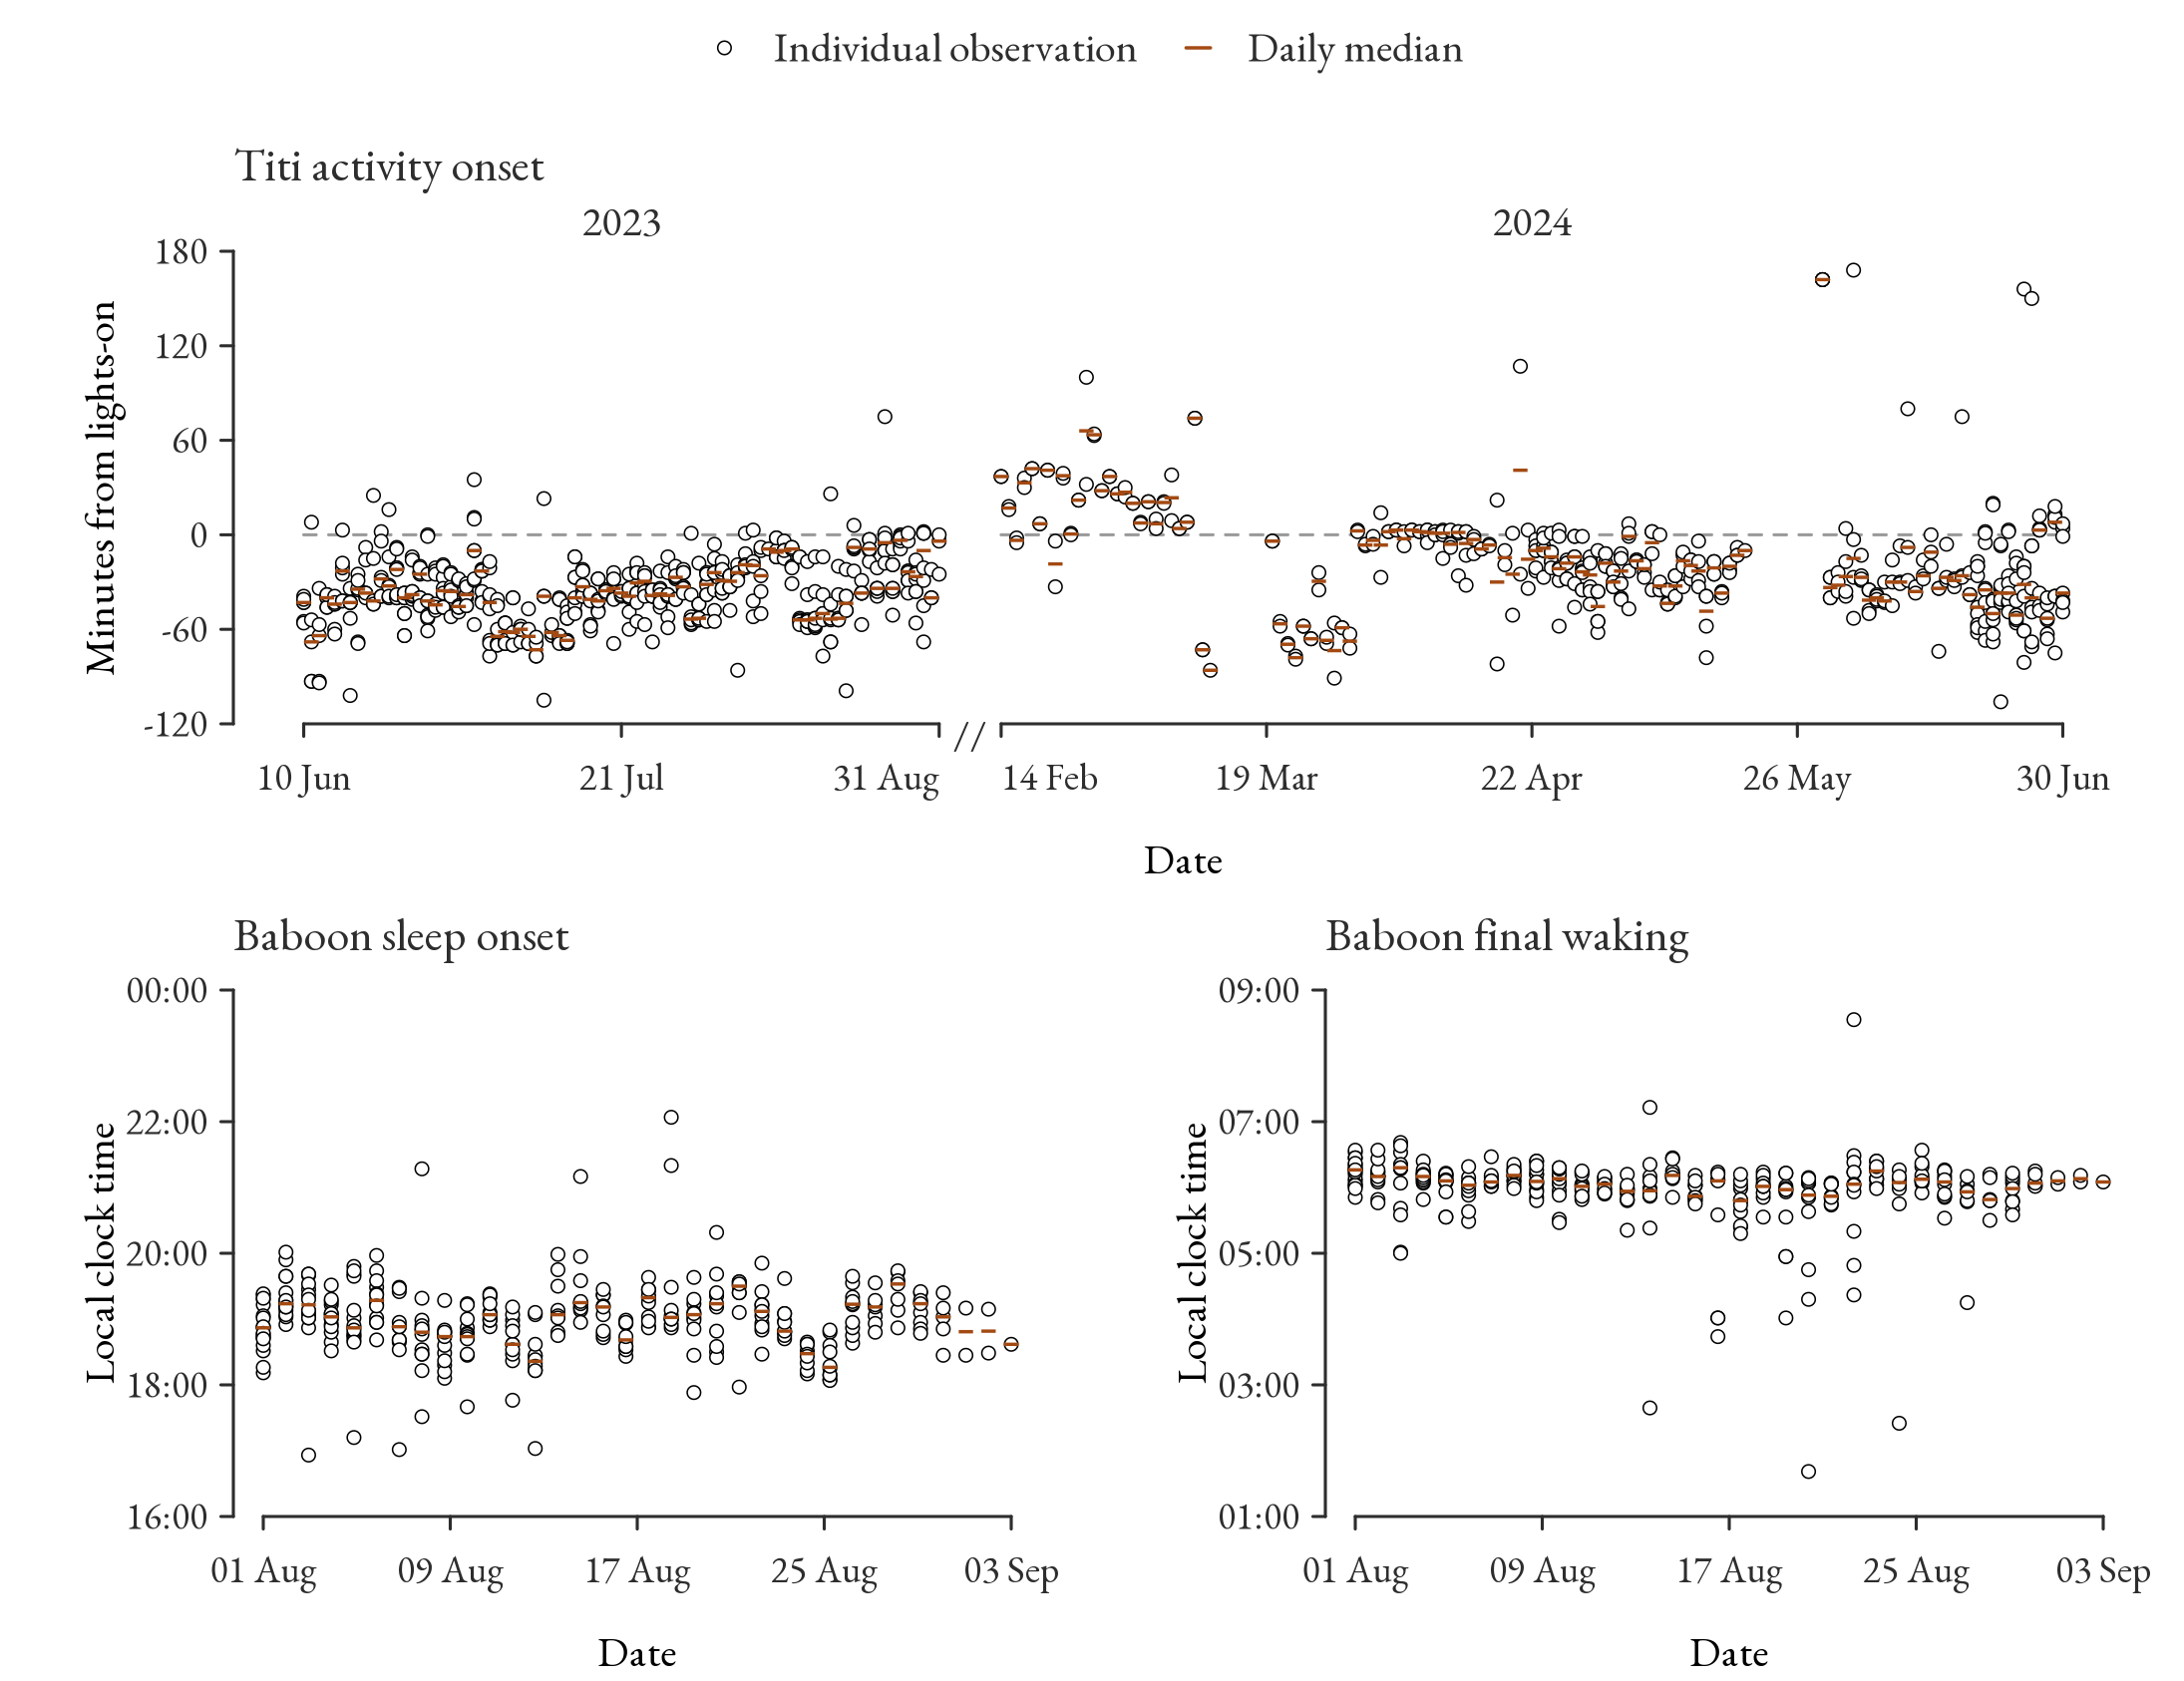 Individual observation Daily median
Titi activity onset
2023 2024
180
120
60
0
-60
-120
Minutes from lights-on
10 Jun 21 Jul 31 Aug // 14 Feb 19 Mar 22 Apr 26 May 30 Jun
Date
Baboon sleep onset
00:00
22:00
20:00
18:00
16:00
Local clock time
01 Aug 09 Aug 17 Aug 25 Aug 03 Sep
Date
Baboon final waking
09:00
07:00
05:00
03:00
01:00
Local clock time
01 Aug 09 Aug 17 Aug 25 Aug 03 Sep
Date